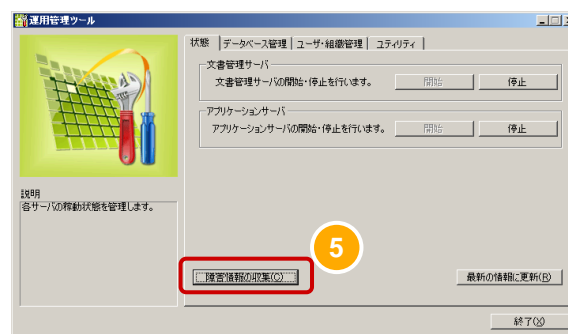 運用管理ツール
状態 データベース管理 ユーザ・組織管理 ユティリティ
文書管理サーバ
文書管理サーバの開始・停止を行います。 開始 停止
アプリケーションサーバ
アプリケーションサーバの開始・停止を行います。 開始 停止
説明
各サーバの稼動状態を管理します。
5
障害情報の収集(C) 最新の情報に更新(R)
終了(X)